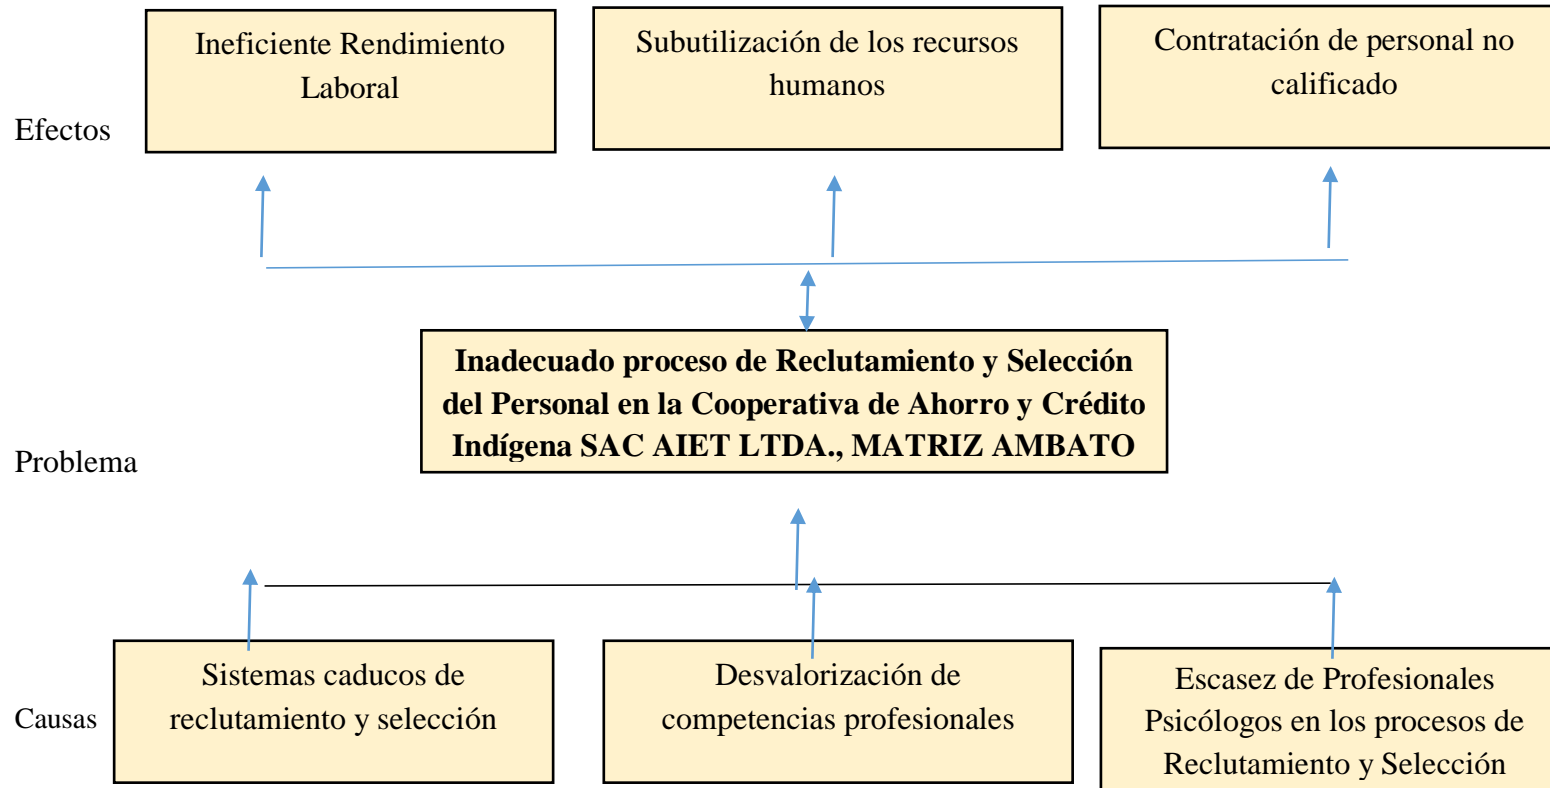 Ineficiente Rendimiento
Laboral
Subutilización de los recursos
humanos
Contratación de personal no
calificado
Efectos
Inadecuado proceso de Reclutamiento y Selección
del Personal en la Cooperativa de Ahorro y Crédito
Indígena SAC AIET LTDA., MATRIZ AMBATO
Problema
Sistemas caducos de
reclutamiento y selección
Desvalorización de
competencias profesionales
Escasez de Profesionales
Psicólogos en los procesos de
Reclutamiento y Selección
Causas